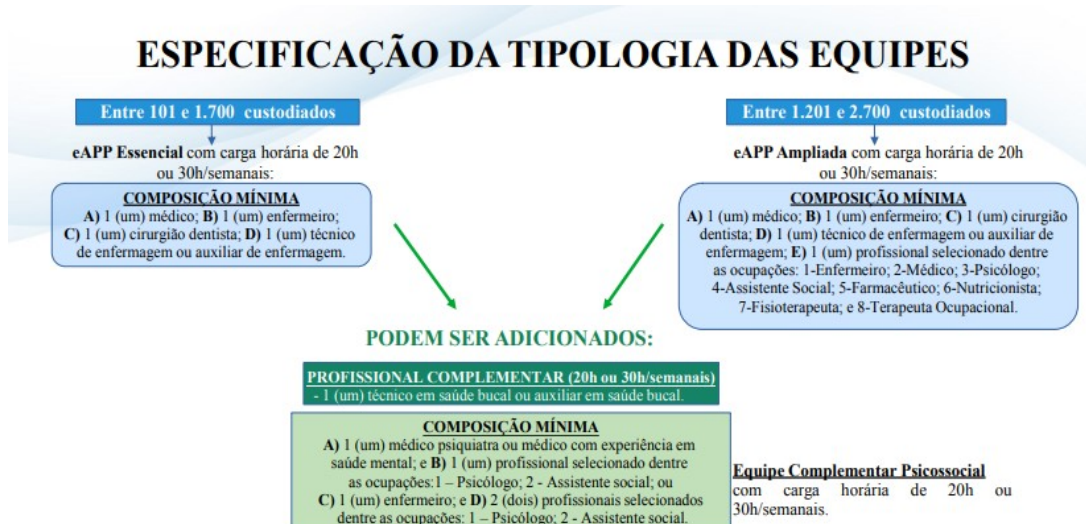 ESPECIFICAÇÃO DA TIPOLOGIA DAS EQUIPES
Entre 101 e 1.700 custodiados
eAPP Essencial com carga horária de 20h
ou 30h/semanais:
COMPOSIÇÃO MÍNIMA
A) 1 (um) médico; B) 1 (um) enfermeiro;
C) 1 (um) cirurgião dentista; D) 1 (um) técnico
de enfermagem ou auxiliar de enfermagem.
Entre 1.201 e 2.700 custodiados
eAPP Ampliada com carga horária de 20h
ou 30h/semanais:
COMPOSIÇÃO MÍNIMA
A) 1 (um) médico; B) 1 (um) enfermeiro; C) 1 (um) cirurgião
dentista; D) 1 (um) técnico de enfermagem ou auxiliar de
enfermagem; E) 1 (um) profissional selecionado dentre
as ocupações: 1-Enfermeiro; 2-Médico; 3-Psicólogo;
4-Assistente Social; 5-Farmacêutico; 6-Nutricionista;
7-Fisioterapeuta; e 8-Terapeuta Ocupacional.
PODEM SER ADICIONADOS:
PROFISSIONAL COMPLEMENTAR (20h ou 30h/semanais)
- 1 (um) técnico em saúde bucal ou auxiliar em saúde bucal.
COMPOSIÇÃO MÍNIMA
A) 1 (um) médico psiquiatra ou médico com experiência em
saúde mental; e B) 1 (um) profissional selecionado dentre
as ocupações:1 – Psicólogo; 2 - Assistente social; ou
C) 1 (um) enfermeiro; e D) 2 (dois) profissionais selecionados
dentre as ocupações: 1 – Psicólogo; 2 - Assistente social.
Equipe Complementar Psicossocial
com carga horária de 20h ou
30h/semanais.